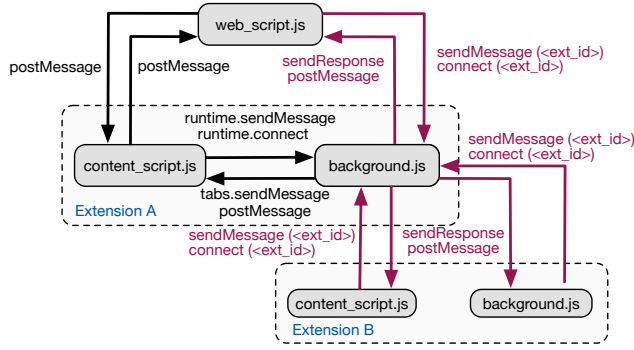 web_script.js
postMessage
postMessage
sendResponse
postMessage
sendMessage (<ext_id>)
connect (<ext_id>)
runtime.sendMessage
runtime.connect
content_script.js
background.js
sendMessage (<ext_id>)
connect (<ext_id>)
tabs.sendMessage
postMessage
Extension A
sendMessage (<ext_id>)
connect (<ext_id>)
sendResponse
postMessage
content_script.js
background.js
Extension B